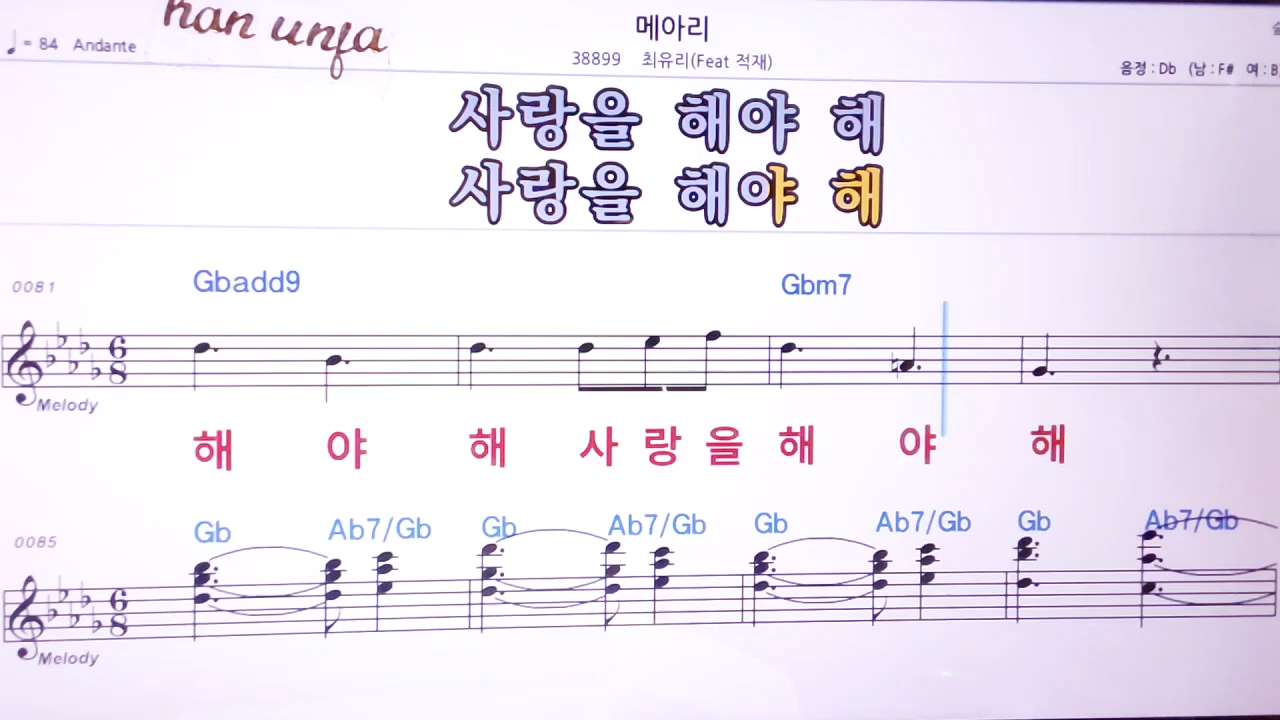 han unfa
♩= 84 Andante
메아리
38899 최유리(Feat 적재)
음정 : Db (남 : F# 여 : B
사랑을 해야 해
사랑을 해야 해
Gbadd9 Gbm7
0081
6
8
Melody
해 야 해 사 랑 을 해 야 해
Gb Ab7/Gb Gb Ab7/Gb Gb Ab7/Gb Gb Ab7/Gb
0085
6
8
Melody